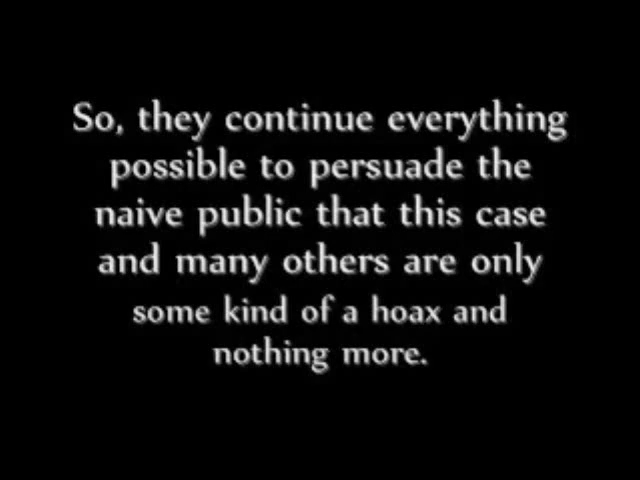 So, they continue everything
possible to persuade the
naive public that this case
and many others are only
some kind of a hoax and
nothing more.